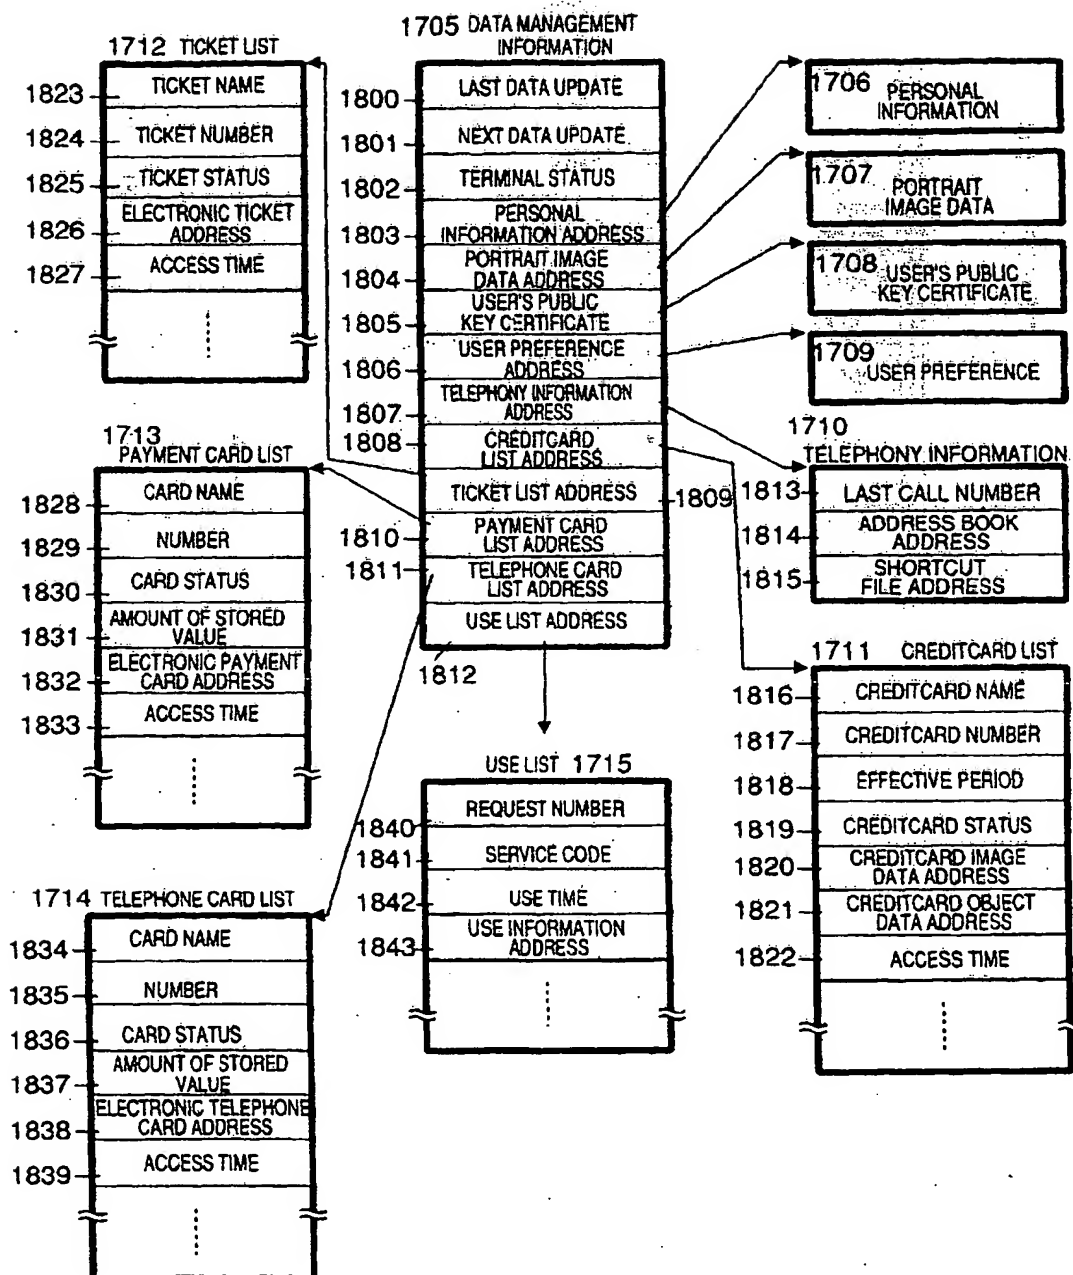 1712 TICKET LIST
1823
TICKET NAME
1824
TICKET NUMBER
1825
TICKET STATUS
1826
ELECTRONIC TICKET
ADDRESS
1827
ACCESS TIME
1713
PAYMENT CARD LIST
1828
CARD NAME
1829
NUMBER
1830
CARD STATUS
1831
AMOUNT OF STORED
VALUE
1832
ELECTRONIC PAYMENT
CARD ADDRESS
1833
ACCESS TIME
1714 TELEPHONE CARD LIST
1834
CARD NAME
1835
NUMBER
1836
CARD STATUS
1837
AMOUNT OF STORED
VALUE
1838
ELECTRONIC TELEPHONE
CARD ADDRESS
1839
ACCESS TIME
1705 DATA MANAGEMENT
INFORMATION
1800
LAST DATA UPDATE
1801
NEXT DATA UPDATE
1802
TERMINAL STATUS
1803
PERSONAL
INFORMATION ADDRESS
1804
PORTRAIT IMAGE
DATA ADDRESS
1805
USER'S PUBLIC
KEY CERTIFICATE
1806
USER PREFERENCE
ADDRESS
1807
TELEPHONY INFORMATION
ADDRESS
1808
CREDITCARD
LIST ADDRESS
TICKET LIST ADDRESS
1809
1810
PAYMENT CARD
LIST ADDRESS
1811
TELEPHONE CARD
LIST ADDRESS
USE LIST ADDRESS
1812
USE LIST 1715
REQUEST NUMBER
1840
SERVICE CODE
1841
USE TIME
1842
USE INFORMATION
ADDRESS
1843
1706
PERSONAL
INFORMATION
1707
PORTRAIT
IMAGE DATA
1708
USER'S PUBLIC
KEY CERTIFICATE
1709
USER PREFERENCE
1710
TELEPHONY INFORMATION
1813
LAST CALL NUMBER
1814
ADDRESS BOOK
ADDRESS
1815
SHORTCUT
FILE ADDRESS
1711 CREDITCARD LIST
1816
CREDITCARD NAME
1817
CREDITCARD NUMBER
1818
EFFECTIVE PERIOD
1819
CREDITCARD STATUS
1820
CREDITCARD IMAGE
DATA ADDRESS
1821
CREDITCARD OBJECT
DATA ADDRESS
1822
ACCESS TIME